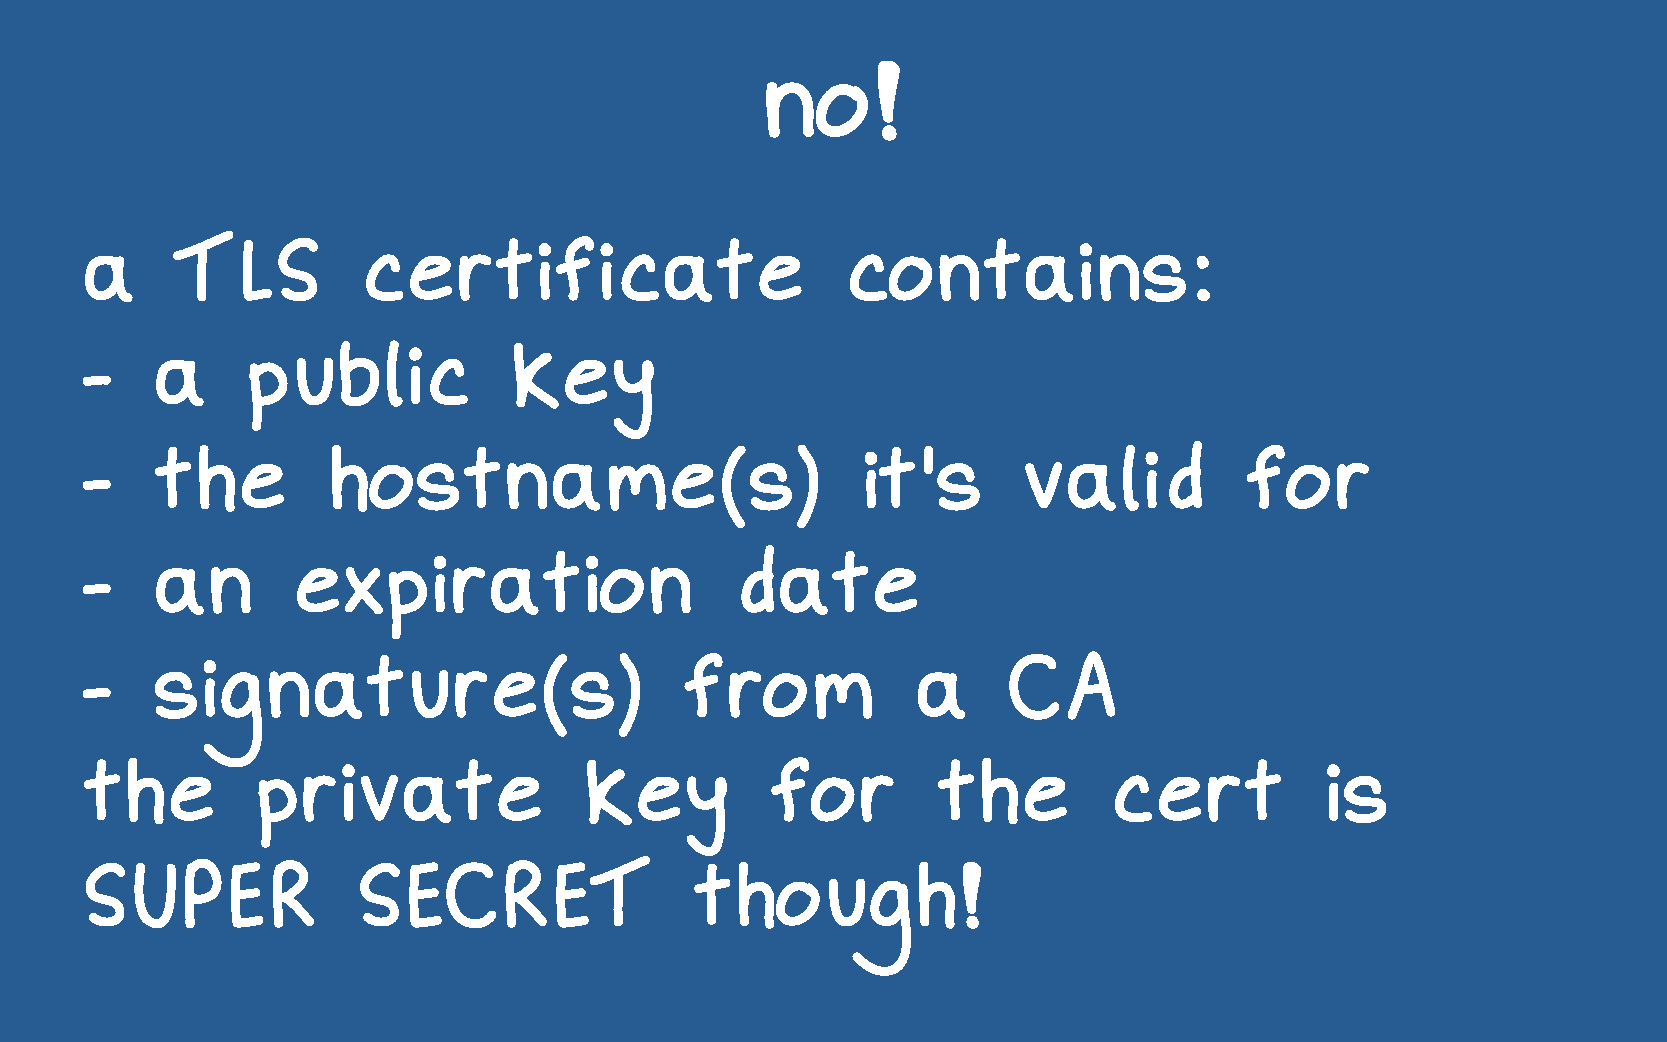 no!
a TLS certificate contains:
- a public key
- the hostname(s) it's valid for
- an expiration date
- signature(s) from a CA
the private key for the cert is
SUPER SECRET though!